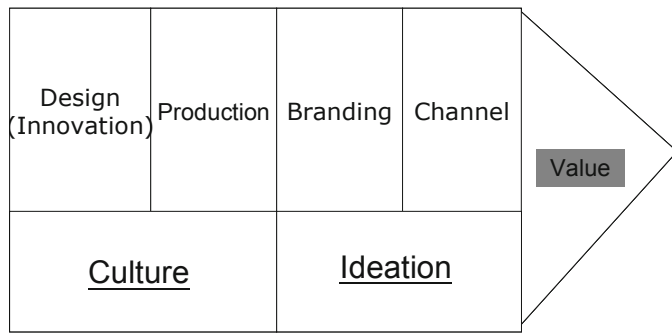 Design
(Innovation)
Production
Branding
Channel
Value
Culture
Ideation